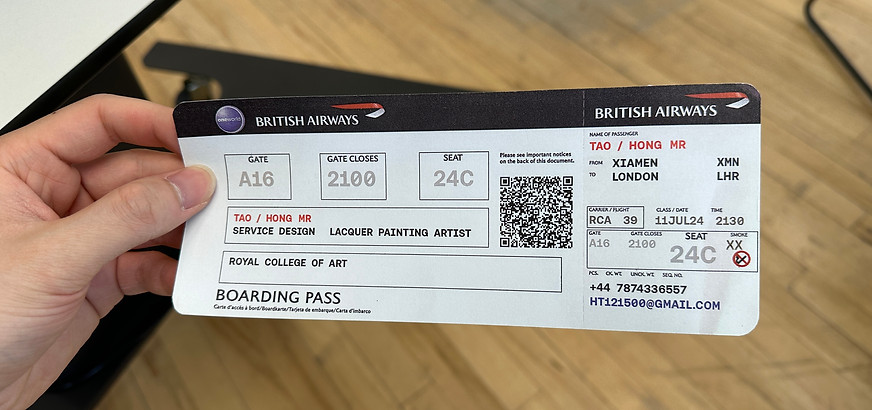 oneworld
BRITISH AIRWAYS
GATE GATE CLOSES SEAT
A16 2100 24C
Please see important notices
on the back of this document.
TAO / HONG MR
SERVICE DESIGN LACQUER PAINTING ARTIST
ROYAL COLLEGE OF ART
BOARDING PASS
Carte d'accès à bord/Boardkarte/Tarjeta de embarque/Carta d'imbarco
BRITISH AIRWAYS
NAME OF PASSENGER
TAO / HONG MR
FROM XIAMEN XMN
TO LONDON LHR
CARRIER / FLIGHT CLASS / DATE TIME
RCA 39 11JUL24 2130
GATE GATE CLOSES SEAT SMOKE
A16 2100 24C XX
PCS. CK. WT. UNCK. WT. SEQ. NO.
+44 7874336557
HT121500@GMAIL.COM